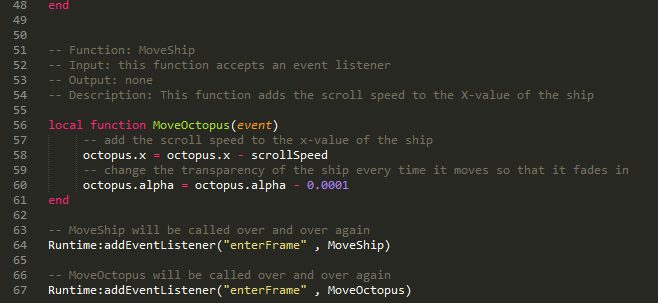 48 end
49
50
51 -- Function: MoveShip
52 -- Input: this function accepts an event listener
53 -- Output: none
54 -- Description: This function adds the scroll speed to the X-value of the ship
55
56 local function MoveOctopus(event)
57 -- add the scroll speed to the x-value of the ship
58 octopus.x = octopus.x - scrollSpeed
59 -- change the transparency of the ship every time it moves so that it fades in
60 octopus.alpha = octopus.alpha - 0.0001
61 end
62
63 -- MoveShip will be called over and over again
64 Runtime:addEventListener("enterFrame" , MoveShip)
65
66 -- MoveOctopus will be called over and over again
67 Runtime:addEventListener("enterFrame" , MoveOctopus)